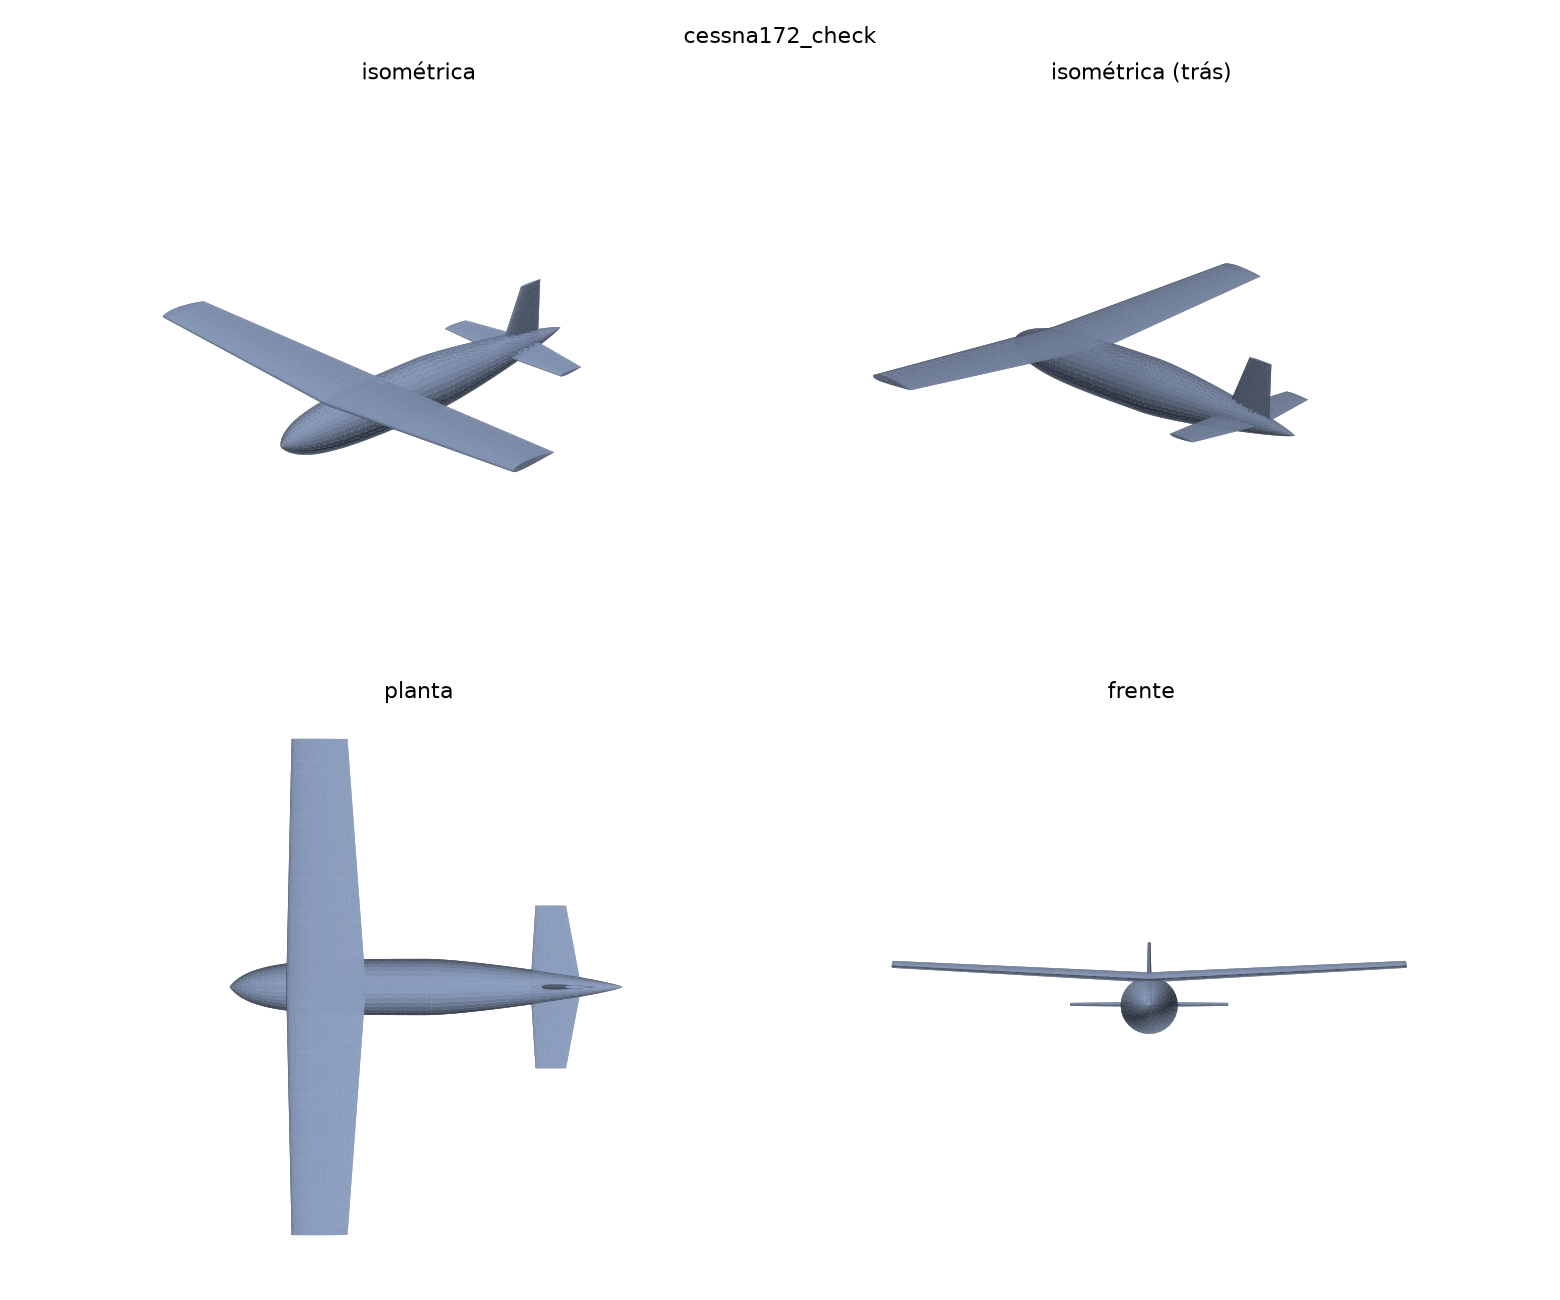 cessna172_check
isométrica
isométrica (trás)
planta
frente